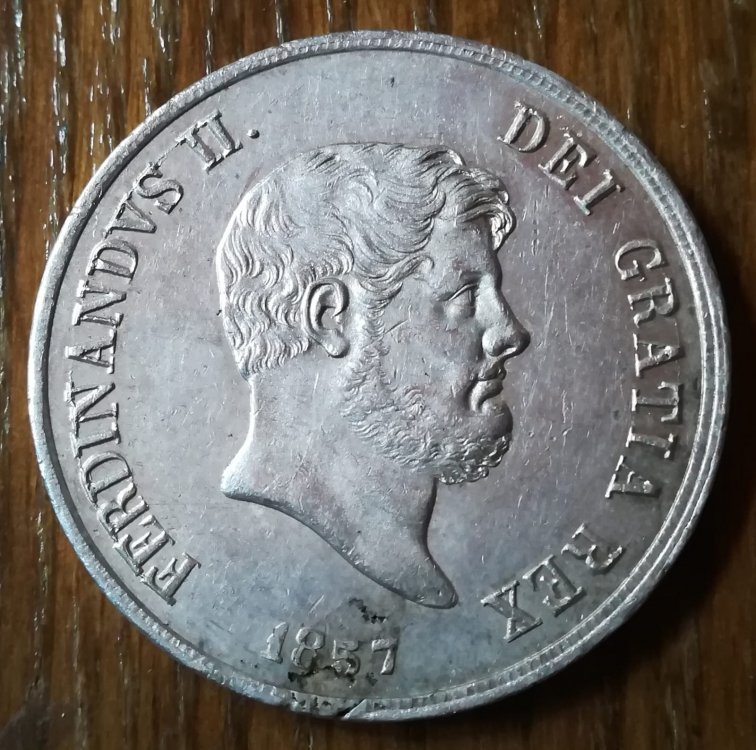 FERDINANDVS II.
DEI GRATIA REX
1857